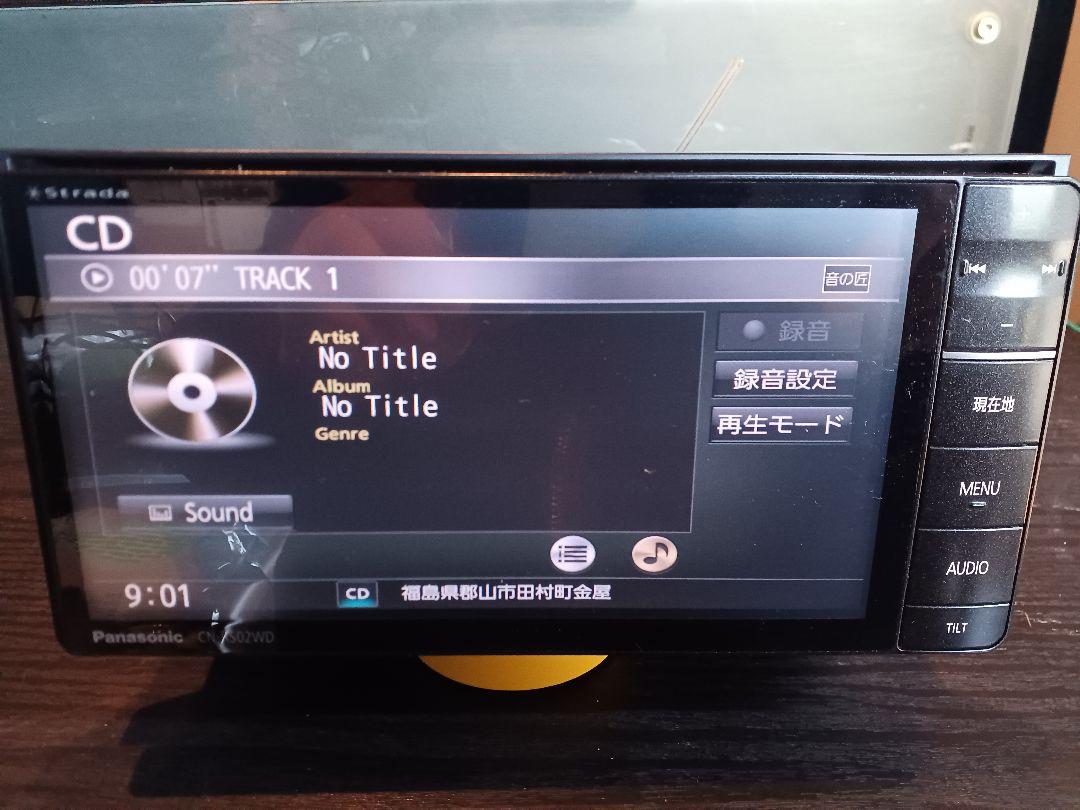 Strada
CD
00'07" TRACK 1
音の匠
Artist
No Title
Album
No Title
Genre
録音
録音設定
再生モード
Sound
9:01
CD
福島県郡山市田村町金屋
Panasonic
現在地
MENU
AUDIO
TILT